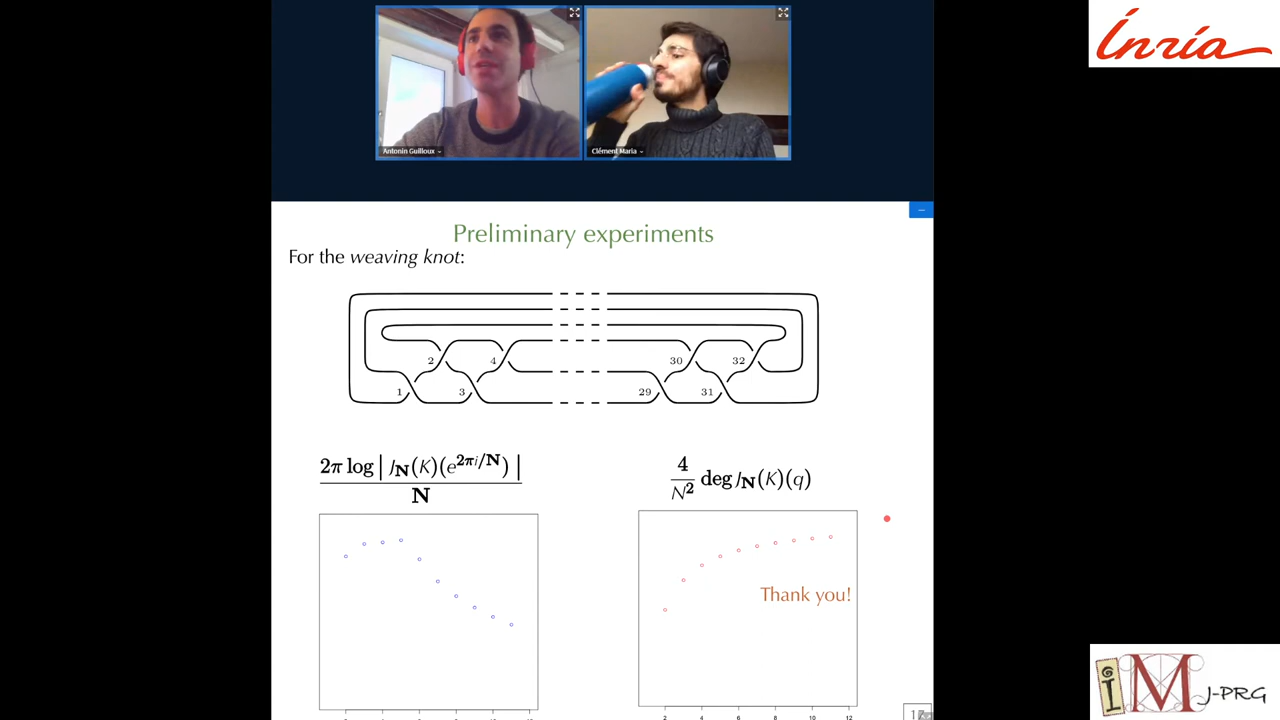 Inria
Antonin Guilloux
Clément Maria
Preliminary experiments
For the weaving knot:
2 4 30 32
1 3 29 31
2π log | J_N(K)(e^{2πi/N}) | / N
4/N² deg J_N(K)(q)
Thank you!
2 4 6 8 10 12
iMJ-PRG